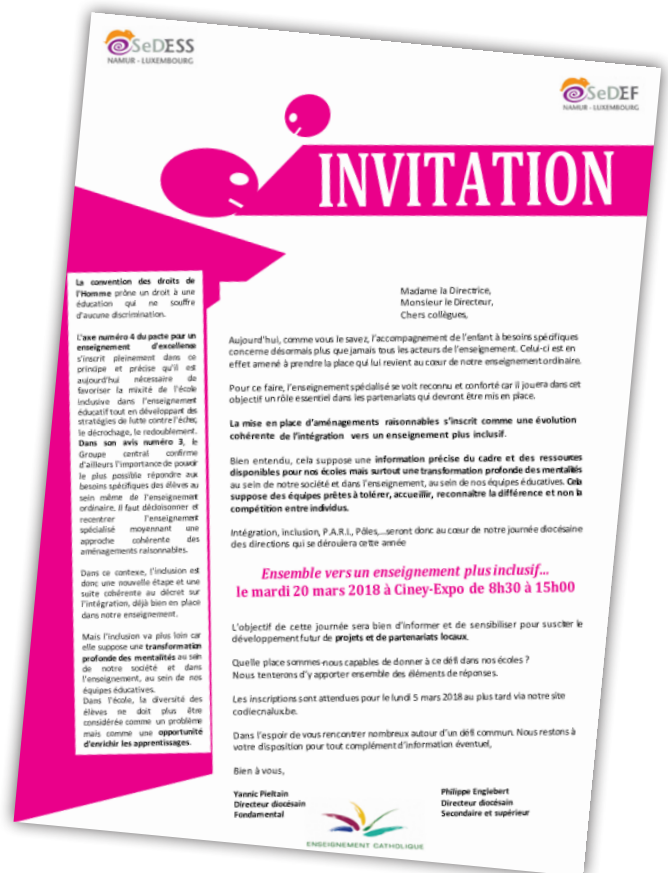 SeDESS
NAMUR - LUXEMBOURG
SeDEF
NAMUR - LUXEMBOURG
INVITATION
La convention des droits de
l'Homme prône un droit à une
éducation qui ne souffre
d'aucune discrimination.
L'axe numéro 4 du pacte pour un
enseignement d'excellence
s'inscrit pleinement dans ce
principe et précise qu'il est
aujourd'hui nécessaire de
favoriser la mixité de l'école
inclusive dans l'enseignement
éducatif tout en développant des
stratégies de lutte contre l'échec,
le décrochage, le redoublement.
Dans son avis numéro 3, le
Groupe central confirme
d'ailleurs l'importance de pouvoir
le plus possible répondre aux
besoins spécifiques des élèves au
sein même de l'enseignement
ordinaire. Il faut décloisonner et
recentrer l'enseignement
spécialisé moyennant une
approche cohérente des
aménagements raisonnables.
Dans ce contexe, l'inclusion est
donc une nouvelle étape et une
suite cohérente au décret sur
l'intégration, déjà bien en place
dans notre enseignement.
Mais l'inclusion va plus loin car
elle suppose une transformation
profonde des mentalités au sein
de notre société et dans
l'enseignement, au sein de nos
équipes éducatives.
Dans l'école, la diversité des
élèves ne doit plus être
considérée comme un problème
mais comme une opportunité
d'enrichir les apprentissages.
Madame la Directrice,
Monsieur le Directeur,
Chers collègues,
Aujourd'hui, comme vous le savez, l'accompagnement de l'enfant à besoins spécifiques
concerne désormais plus que jamais tous les acteurs de l'enseignement. Celui-ci est en
effet amené à prendre la place qui lui revient au cœur de notre enseignement ordinaire.
Pour ce faire, l'enseignement spécialisé se voit reconnu et conforté car il jouera dans cet
objectif un rôle essentiel dans les partenariats qui devront être mis en place.
La mise en place d'aménagements raisonnables s'inscrit comme une évolution
cohérente de l'intégration vers un enseignement plus inclusif.
Bien entendu, cela suppose une information précise du cadre et des ressources
disponibles pour nos écoles mais surtout une transformation profonde des mentalités
au sein de notre société et dans l'enseignement, au sein de nos équipes éducatives. Cela
suppose des équipes prêtes à tolérer, accueillir, reconnaître la différence et non la
compétition entre individus.
Intégration, inclusion, P.A.R.I., Pôles,...seront donc au cœur de notre journée diocésaine
des directions qui se déroulera cette année
Ensemble vers un enseignement plus inclusif...
le mardi 20 mars 2018 à Ciney-Expo de 8h30 à 15h00
L'objectif de cette journée sera bien d'informer et de sensibiliser pour susciter le
développement futur de projets et de partenariats locaux.
Quelle place sommes-nous capables de donner à ce défi dans nos écoles ?
Nous tenterons d'y apporter ensemble des éléments de réponses.
Les inscriptions sont attendues pour le lundi 5 mars 2018 au plus tard via notre site
codiecnalux.be.
Dans l'espoir de vous rencontrer nombreux autour d'un défi commun. Nous restons à
votre disposition pour tout complément d'information éventuel,
Bien à vous,
Yannic Pieltain
Directeur diocésain
Fondamental
Philippe Englebert
Directeur diocésain
Secondaire et supérieur
ENSEIGNEMENT CATHOLIQUE